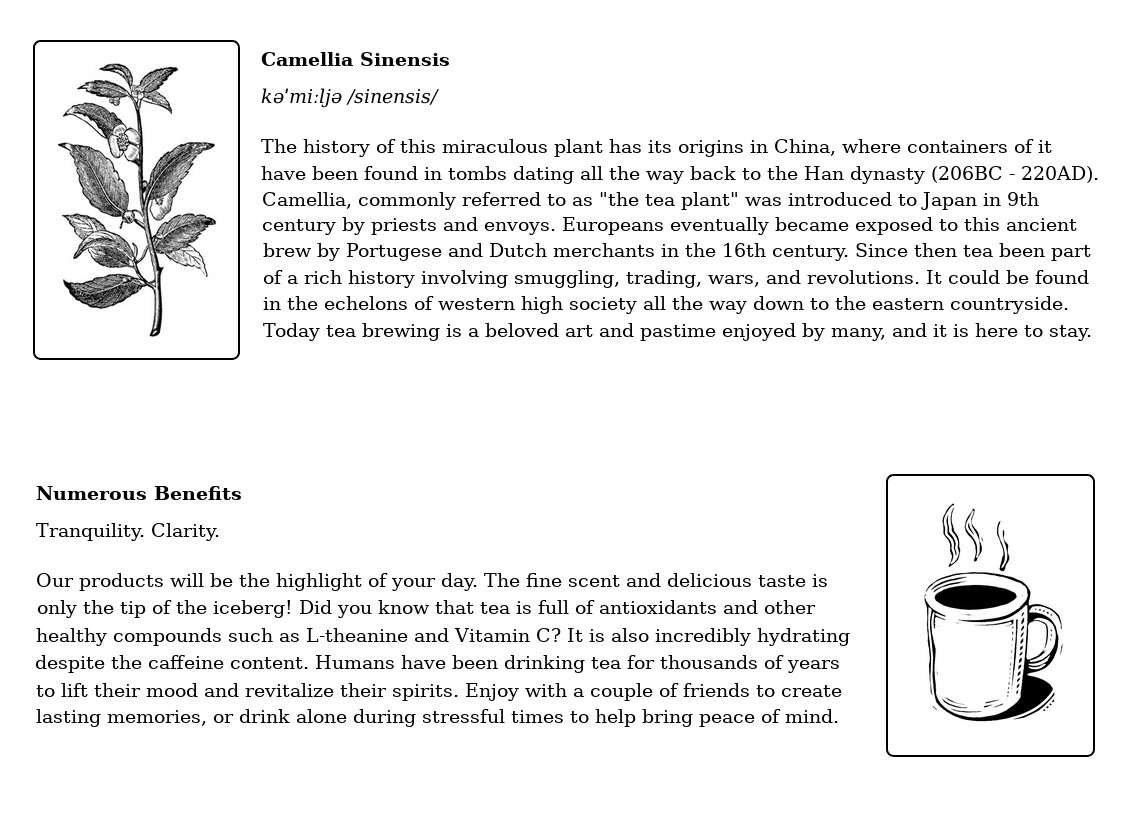 Camellia Sinensis
kəˈmiːljə /sinensis/
The history of this miraculous plant has its origins in China, where containers of it
have been found in tombs dating all the way back to the Han dynasty (206BC - 220AD).
Camellia, commonly referred to as "the tea plant" was introduced to Japan in 9th
century by priests and envoys. Europeans eventually became exposed to this ancient
brew by Portugese and Dutch merchants in the 16th century. Since then tea been part
of a rich history involving smuggling, trading, wars, and revolutions. It could be found
in the echelons of western high society all the way down to the eastern countryside.
Today tea brewing is a beloved art and pastime enjoyed by many, and it is here to stay.
Numerous Benefits
Tranquility. Clarity.
Our products will be the highlight of your day. The fine scent and delicious taste is
only the tip of the iceberg! Did you know that tea is full of antioxidants and other
healthy compounds such as L-theanine and Vitamin C? It is also incredibly hydrating
despite the caffeine content. Humans have been drinking tea for thousands of years
to lift their mood and revitalize their spirits. Enjoy with a couple of friends to create
lasting memories, or drink alone during stressful times to help bring peace of mind.